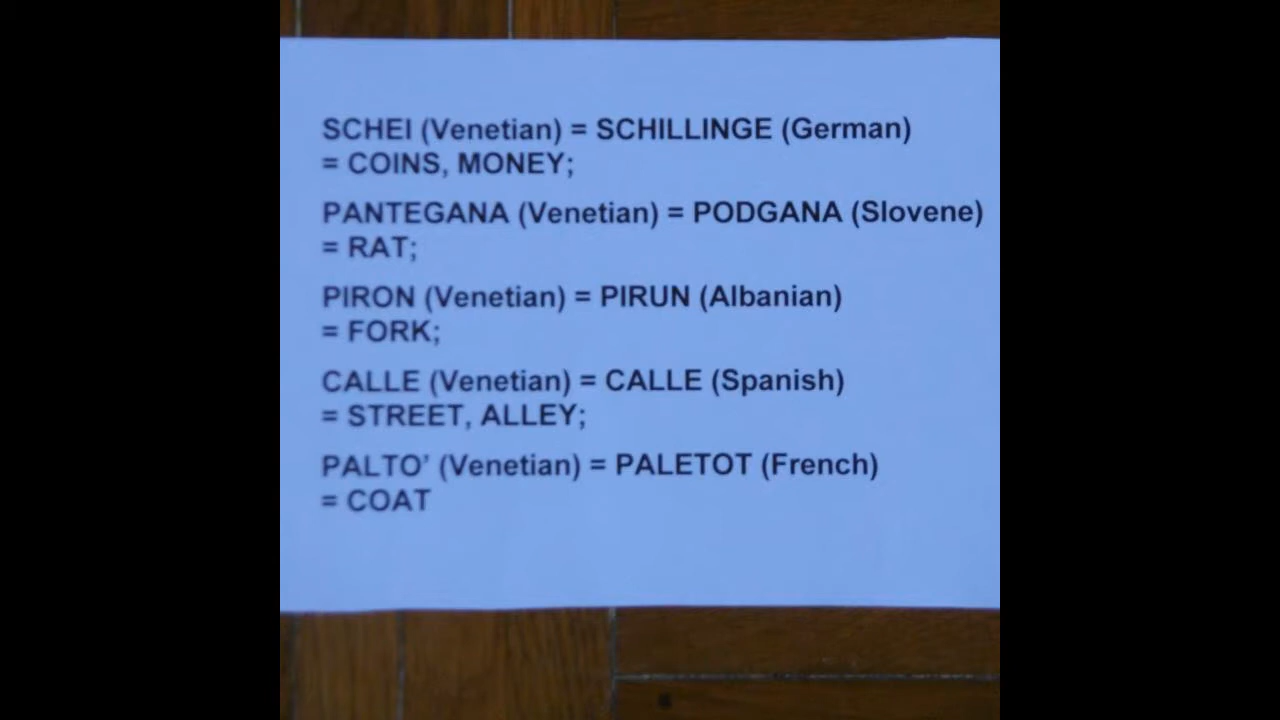 SCHEI (Venetian) = SCHILLINGE (German)
= COINS, MONEY;
PANTEGANA (Venetian) = PODGANA (Slovene)
= RAT;
PIRON (Venetian) = PIRUN (Albanian)
= FORK;
CALLE (Venetian) = CALLE (Spanish)
= STREET, ALLEY;
PALTO’ (Venetian) = PALETOT (French)
= COAT